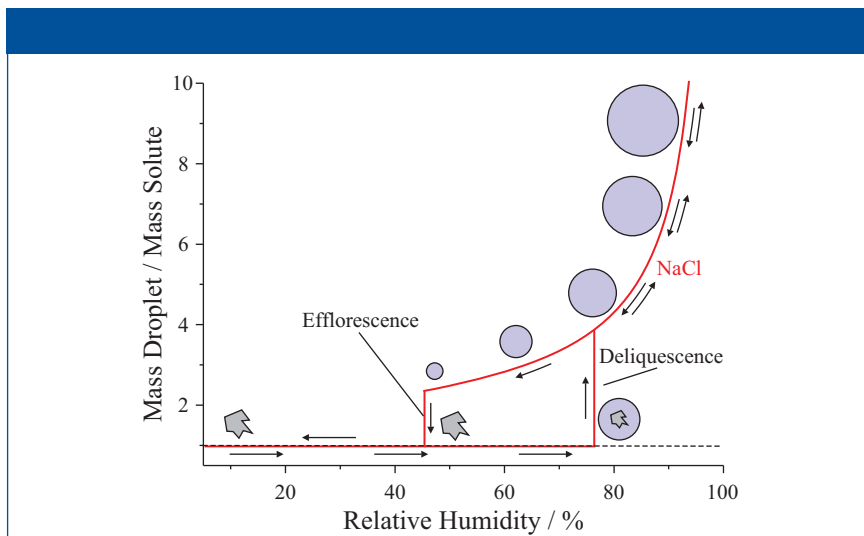 10
8
6
4
2
Mass Droplet / Mass Solute
NaCl
Efflorescence
Deliquescence
20 40 60 80 100
Relative Humidity / %